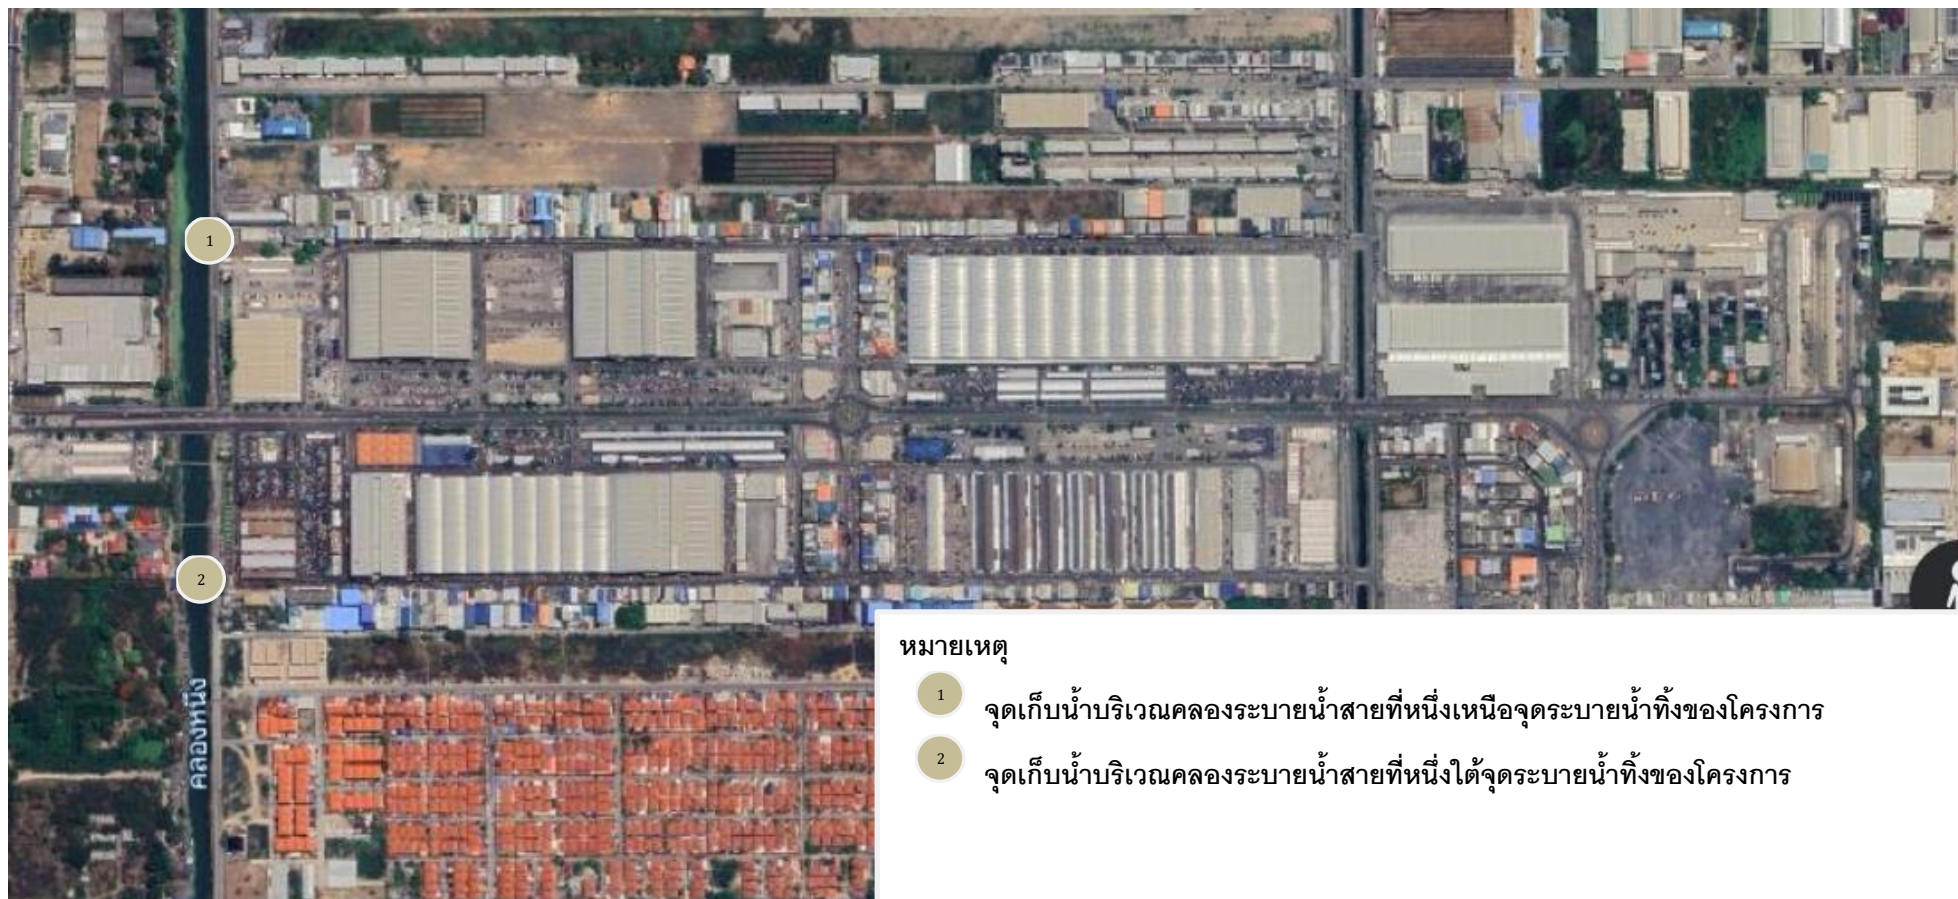 1
2
คลองหนึ่ง
หมายเหตุ
1
จุดเก็บน้ำบริเวณคลองระบายน้ำสายที่หนึ่งเหนือจุดระบายน้ำทิ้งของโครงการ
2
จุดเก็บน้ำบริเวณคลองระบายน้ำสายที่หนึ่งใต้จุดระบายน้ำทิ้งของโครงการ